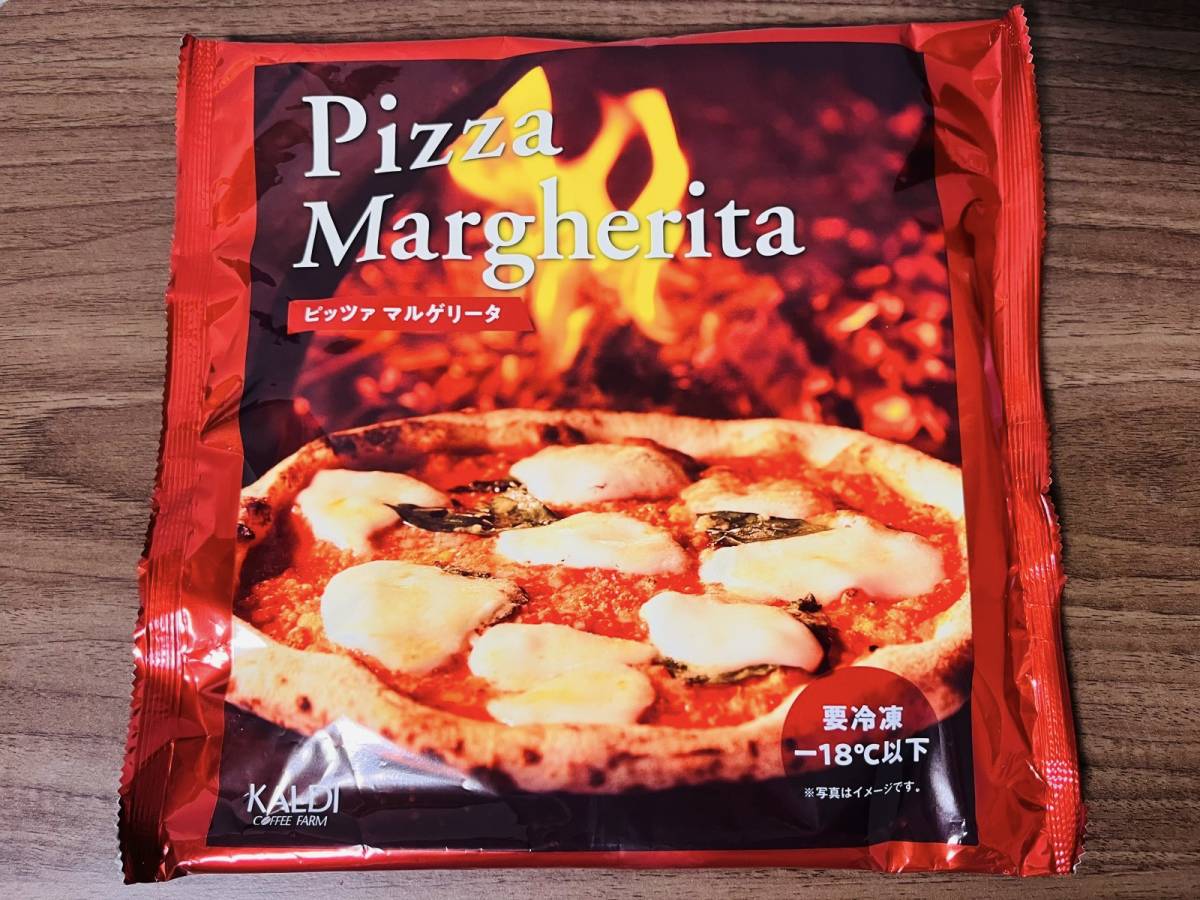 Pizza
Margherita
ピッツァ マルゲリータ
要冷凍
−18℃以下
※写真はイメージです。
KALDI
COFFEE FARM